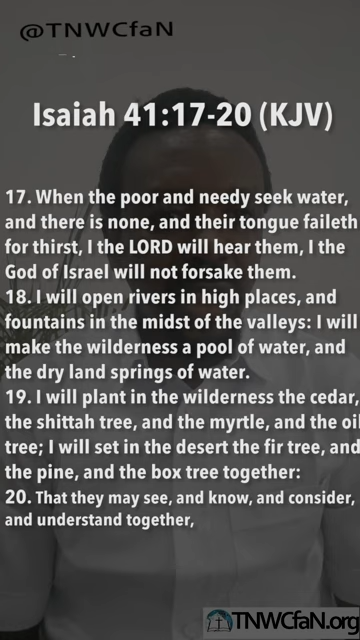 @TNWCfaN
Isaiah 41:17-20 (KJV)
17. When the poor and needy seek water,
and there is none, and their tongue faileth
for thirst, I the LORD will hear them, I the
God of Israel will not forsake them.
18. I will open rivers in high places, and
fountains in the midst of the valleys: I will
make the wilderness a pool of water, and
the dry land springs of water.
19. I will plant in the wilderness the cedar,
the shittah tree, and the myrtle, and the oil
tree; I will set in the desert the fir tree, and
the pine, and the box tree together:
20. That they may see, and know, and consider,
and understand together,
TNWCfaN.org